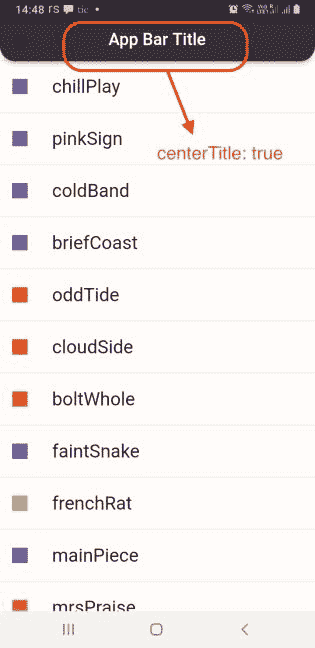 14:48
App Bar Title
centerTitle: true
chillPlay
pinkSign
coldBand
briefCoast
oddTide
cloudSide
boltWhole
faintSnake
frenchRat
mainPiece
mrsPraise